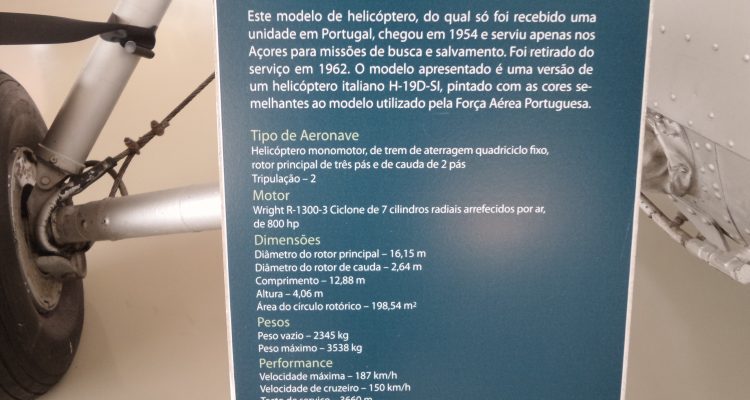 Este modelo de helicóptero, do qual só foi recebido uma
unidade em Portugal, chegou em 1954 e serviu apenas nos
Açores para missões de busca e salvamento. Foi retirado do
serviço em 1962. O modelo apresentado é uma versão de
um helicóptero italiano H-19D-SI, pintado com as cores se-
melhantes ao modelo utilizado pela Força Aérea Portuguesa.
Tipo de Aeronave
Helicóptero monomotor, de trem de aterragem quadriciclo fixo,
rotor principal de três pás e de cauda de 2 pás
Tripulação – 2
Motor
Wright R-1300-3 Ciclone de 7 cilindros radiais arrefecidos por ar,
de 800 hp
Dimensões
Diâmetro do rotor principal – 16,15 m
Diâmetro do rotor de cauda – 2,64 m
Comprimento – 12,88 m
Altura – 4,06 m
Área do círculo rotórico – 198,54 m²
Pesos
Peso vazio – 2345 kg
Peso máximo – 3538 kg
Performance
Velocidade máxima – 187 km/h
Velocidade de cruzeiro – 150 km/h
Tecto de serviço – 3660 m